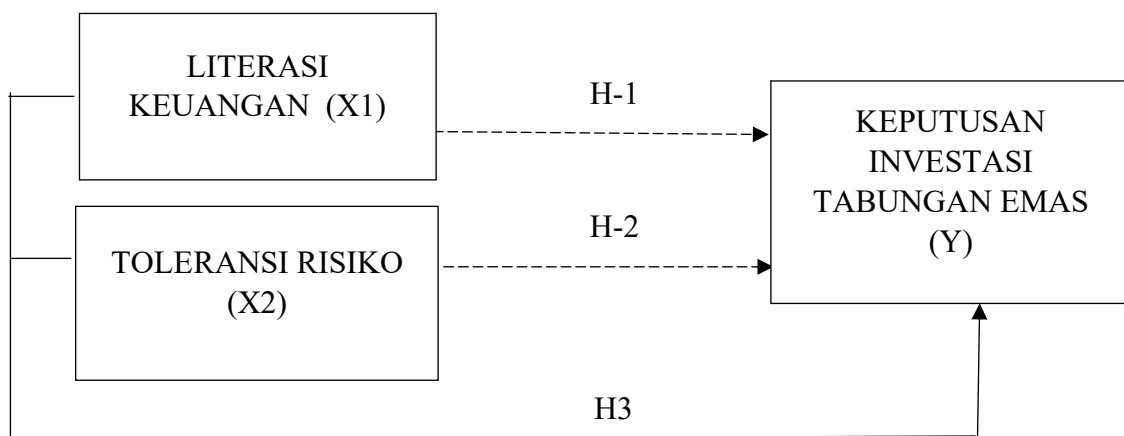 LITERASI
KEUANGAN (X1)
H-1
KEPUTUSAN
INVESTASI
TABUNGAN EMAS
(Y)
H-2
TOLERANSI RISIKO
(X2)
H3